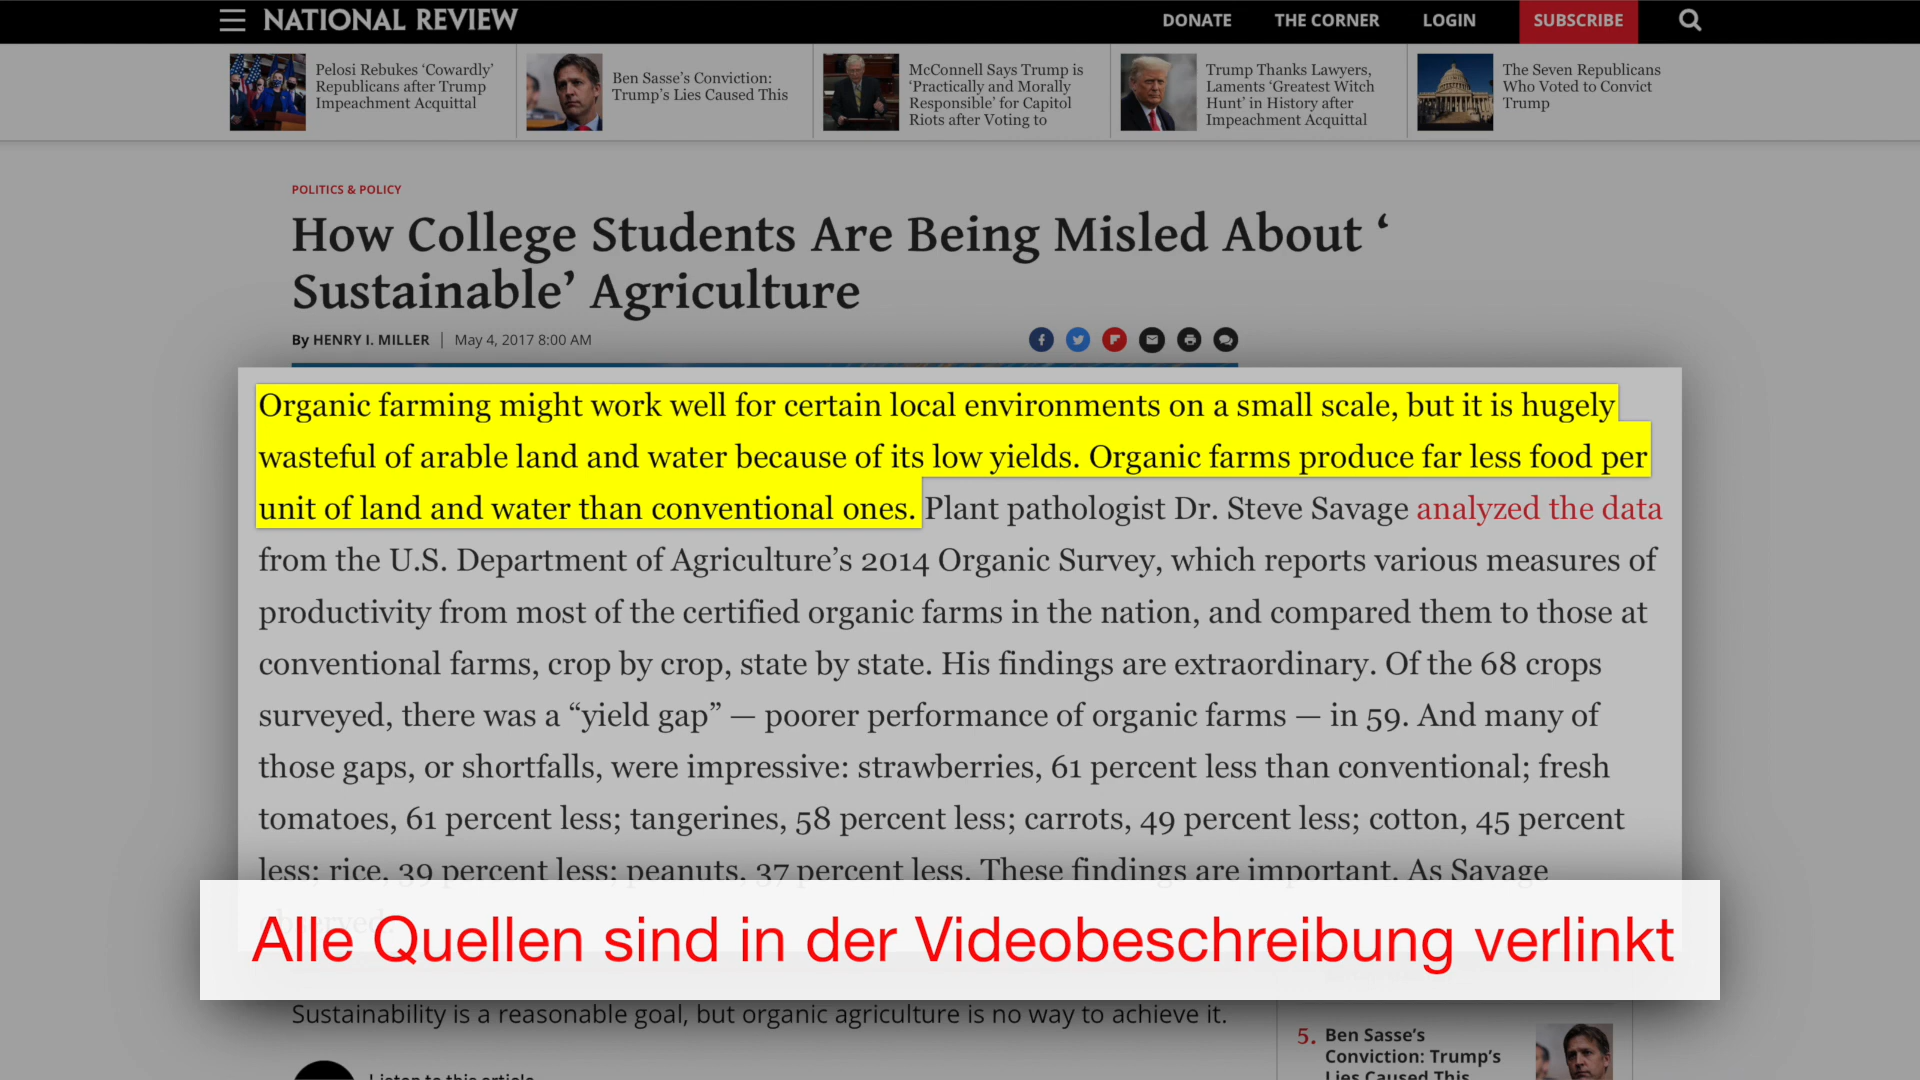 NATIONAL REVIEW
DONATE
THE CORNER
LOGIN
SUBSCRIBE
Pelosi Rebukes ‘Cowardly’
Republicans after Trump
Impeachment Acquittal
Ben Sasse’s Conviction:
Trump’s Lies Caused This
McConnell Says Trump is
‘Practically and Morally
Responsible’ for Capitol
Riots after Voting to
Trump Thanks Lawyers,
Laments ‘Greatest Witch
Hunt’ in History after
Impeachment Acquittal
The Seven Republicans
Who Voted to Convict
Trump
POLITICS & POLICY
How College Students Are Being Misled About ‘
Sustainable’ Agriculture
By HENRY I. MILLER | May 4, 2017 8:00 AM
Organic farming might work well for certain local environments on a small scale, but it is hugely
wasteful of arable land and water because of its low yields. Organic farms produce far less food per
unit of land and water than conventional ones. Plant pathologist Dr. Steve Savage analyzed the data
from the U.S. Department of Agriculture’s 2014 Organic Survey, which reports various measures of
productivity from most of the certified organic farms in the nation, and compared them to those at
conventional farms, crop by crop, state by state. His findings are extraordinary. Of the 68 crops
surveyed, there was a “yield gap” — poorer performance of organic farms — in 59. And many of
those gaps, or shortfalls, were impressive: strawberries, 61 percent less than conventional; fresh
tomatoes, 61 percent less; tangerines, 58 percent less; carrots, 49 percent less; cotton, 45 percent
less; rice, 39 percent less; peanuts, 37 percent less. These findings are important. As Savage
observed
Alle Quellen sind in der Videobeschreibung verlinkt
Sustainability is a reasonable goal, but organic agriculture is no way to achieve it.
5. Ben Sasse’s
Conviction: Trump’s
Lies Caused This
Listen to this article